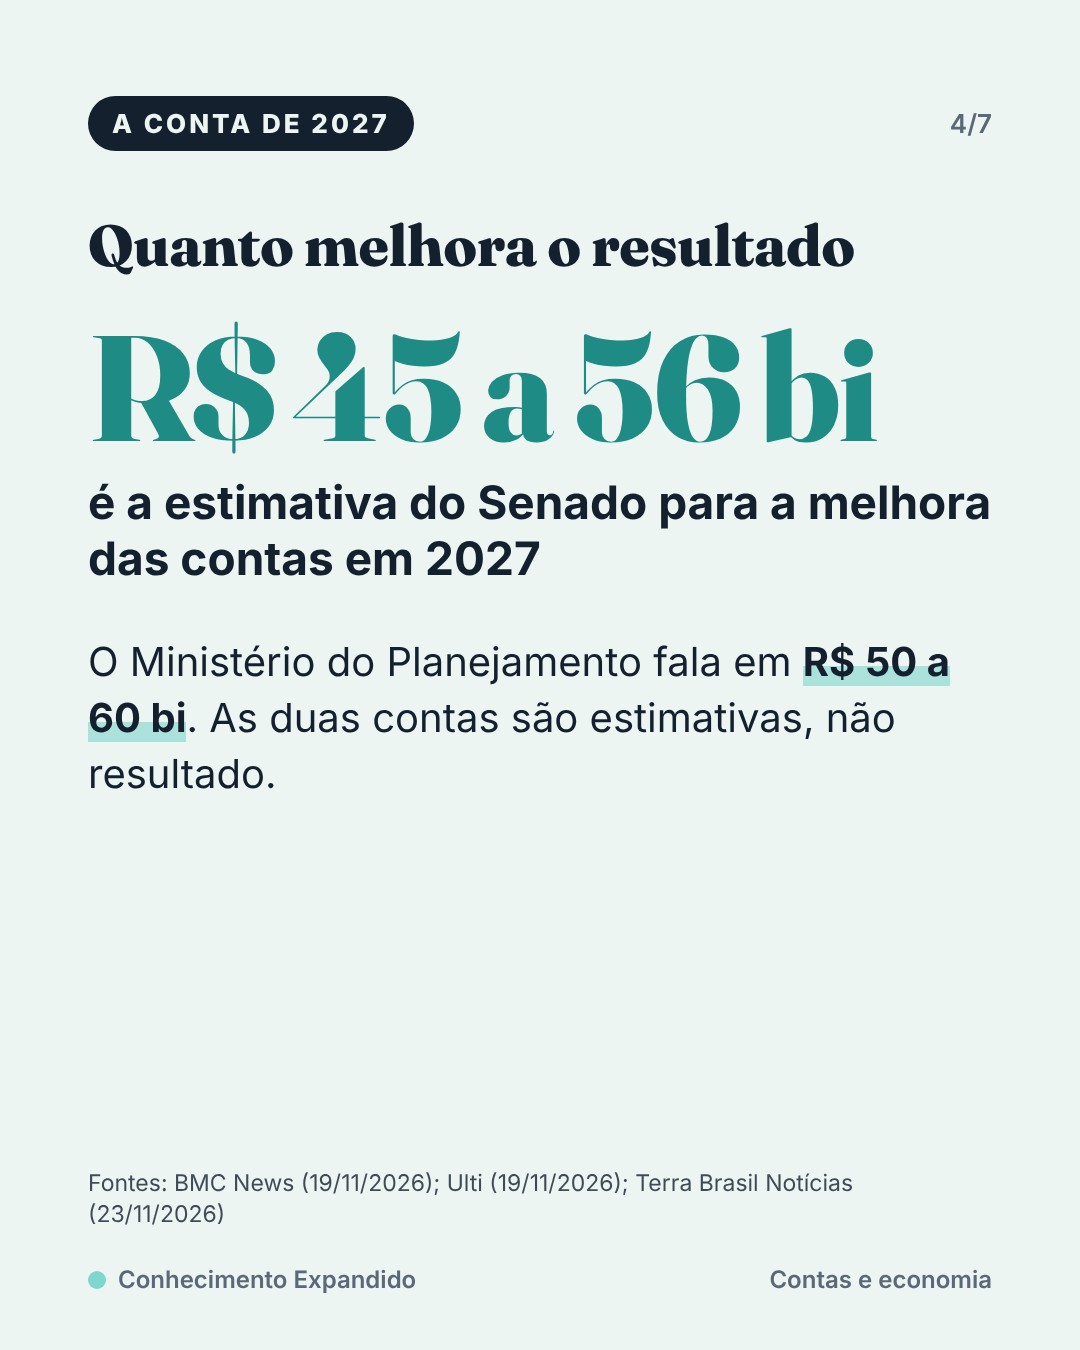 A CONTA DE 2027
4/7
Quanto melhora o resultado
R$ 45 a 56 bi
é a estimativa do Senado para a melhora
das contas em 2027
O Ministério do Planejamento fala em R$ 50 a
60 bi. As duas contas são estimativas, não
resultado.
Fontes: BMC News (19/11/2026); Ulti (19/11/2026); Terra Brasil Notícias
(23/11/2026)
Conhecimento Expandido
Contas e economia